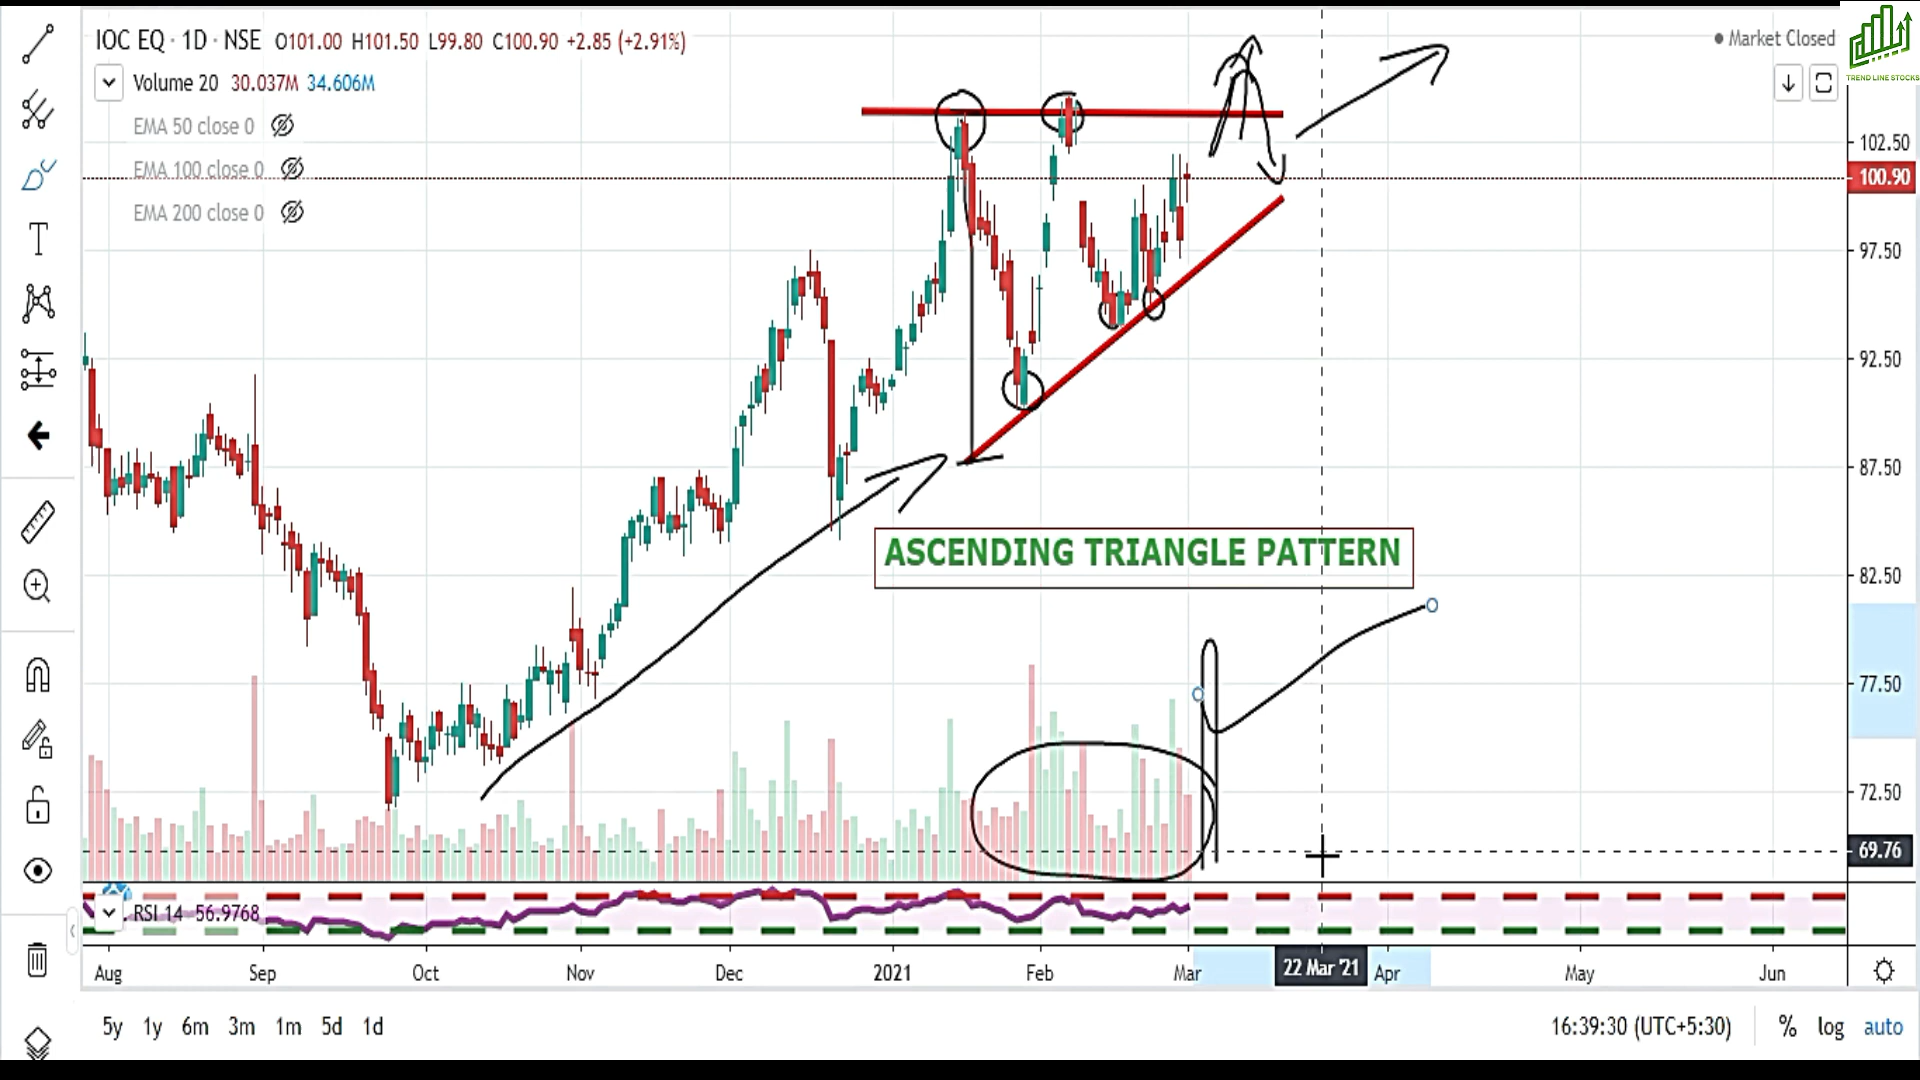 IOC EQ · 1D · NSE O101.00 H101.50 L99.80 C100.90 +2.85 (+2.91%)
Market Closed
TREND LINE STOCKS
Volume 20 30.037M 34.606M
EMA 50 close 0
EMA 100 close 0
EMA 200 close 0
102.50
100.90
97.50
92.50
87.50
ASCENDING TRIANGLE PATTERN
82.50
77.50
72.50
69.76
RSI 14 56.9768
Aug Sep Oct Nov Dec 2021 Feb Mar 22 Mar '21 Apr May Jun
5y 1y 6m 3m 1m 5d 1d 16:39:30 (UTC+5:30) % log auto